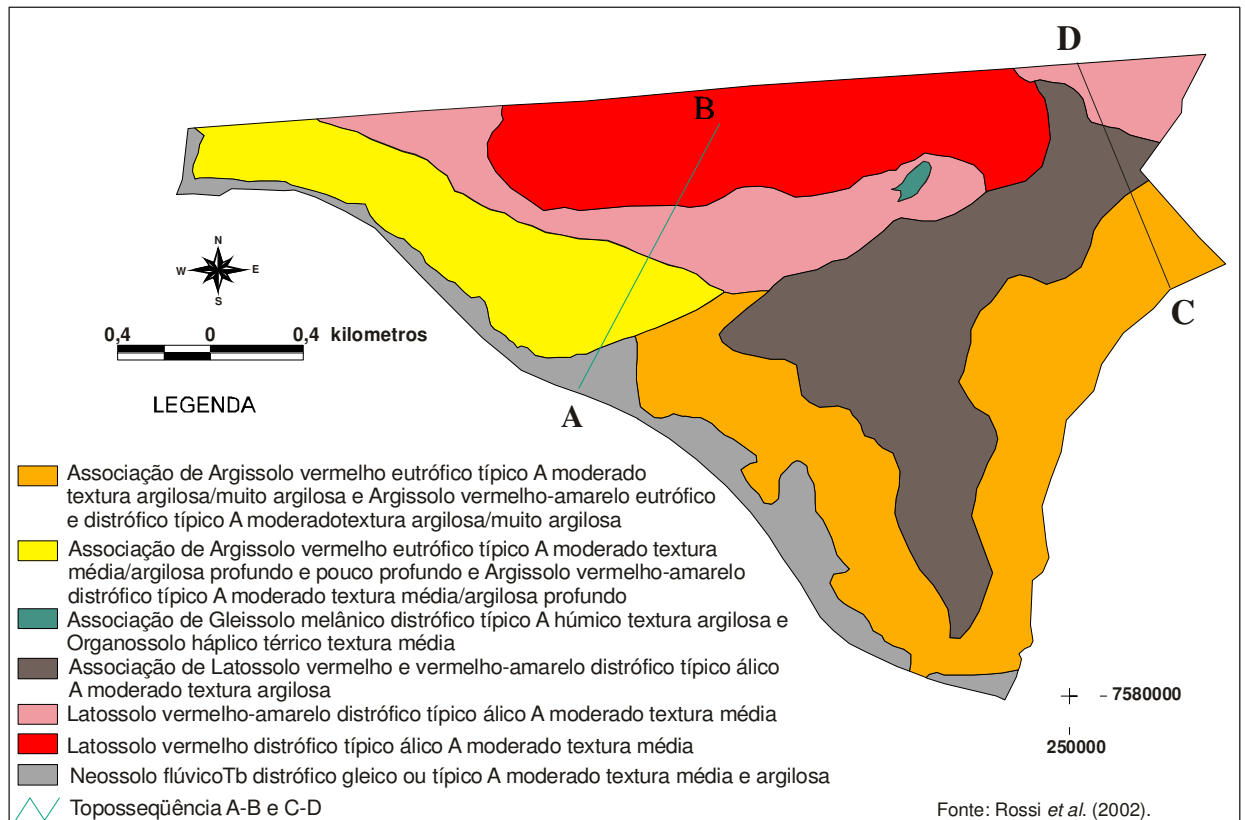 D
B
N
W E
S
0,4 0 0,4 kilometros
C
A
LEGENDA
Associação de Argissolo vermelho eutrófico típico A moderado
textura argilosa/muito argilosa e Argissolo vermelho-amarelo eutrófico
e distrófico típico A moderadotextura argilosa/muito argilosa
Associação de Argissolo vermelho eutrófico típico A moderado textura
média/argilosa profundo e pouco profundo e Argissolo vermelho-amarelo
distrófico típico A moderado textura média/argilosa profundo
Associação de Gleissolo melânico distrófico típico A húmico textura argilosa e
Organossolo háplico térrico textura média
Associação de Latossolo vermelho e vermelho-amarelo distrófico típico álico
A moderado textura argilosa
Latossolo vermelho-amarelo distrófico típico álico A moderado textura média
Latossolo vermelho distrófico típico álico A moderado textura média
Neossolo flúvicoTb distrófico gleico ou típico A moderado textura média e argilosa
Toposseqüência A-B e C-D
7580000
250000
Fonte: Rossi et al. (2002).